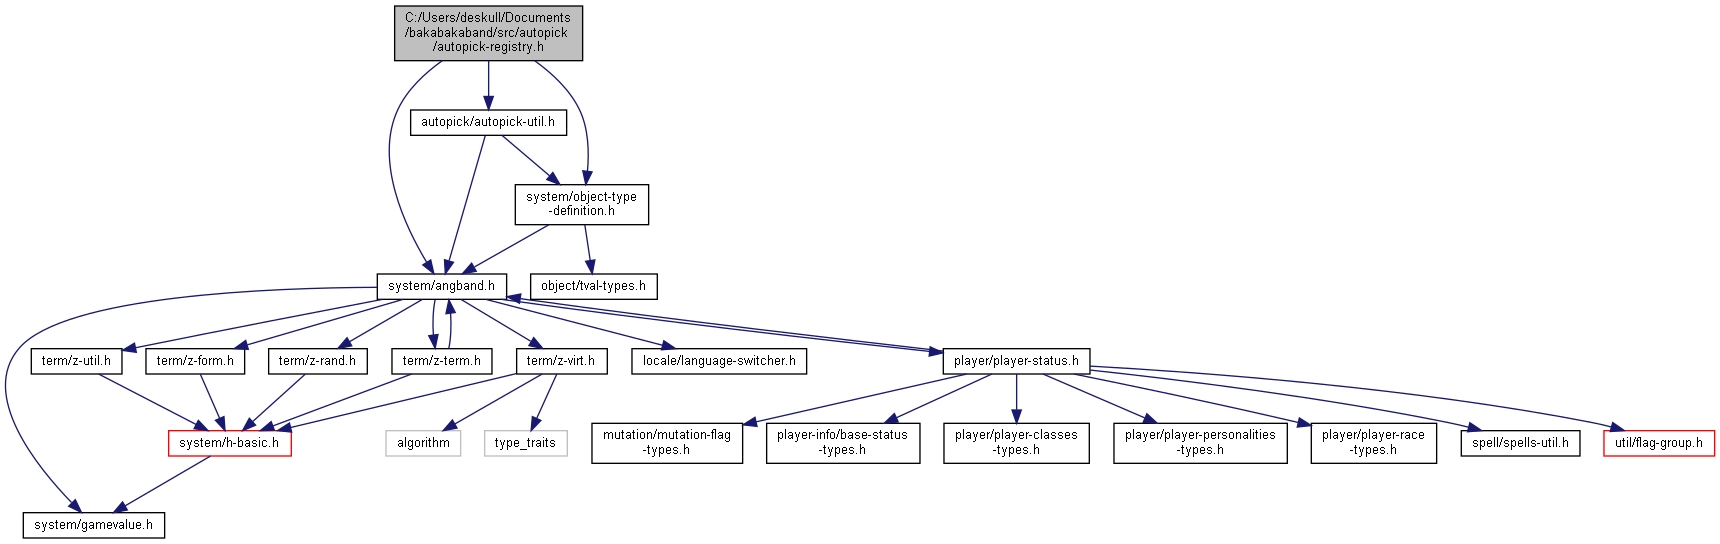 C:/Users/deskull/Documents
/bakabakaband/src/autopick
/autopick-registry.h
autopick/autopick-util.h
system/object-type
-definition.h
system/angband.h
object/tval-types.h
term/z-util.h
term/z-form.h
term/z-rand.h
term/z-term.h
term/z-virt.h
locale/language-switcher.h
player/player-status.h
system/h-basic.h
algorithm
type_traits
mutation/mutation-flag
-types.h
player-info/base-status
-types.h
player/player-classes
-types.h
player/player-personalities
-types.h
player/player-race
-types.h
spell/spells-util.h
util/flag-group.h
system/gamevalue.h